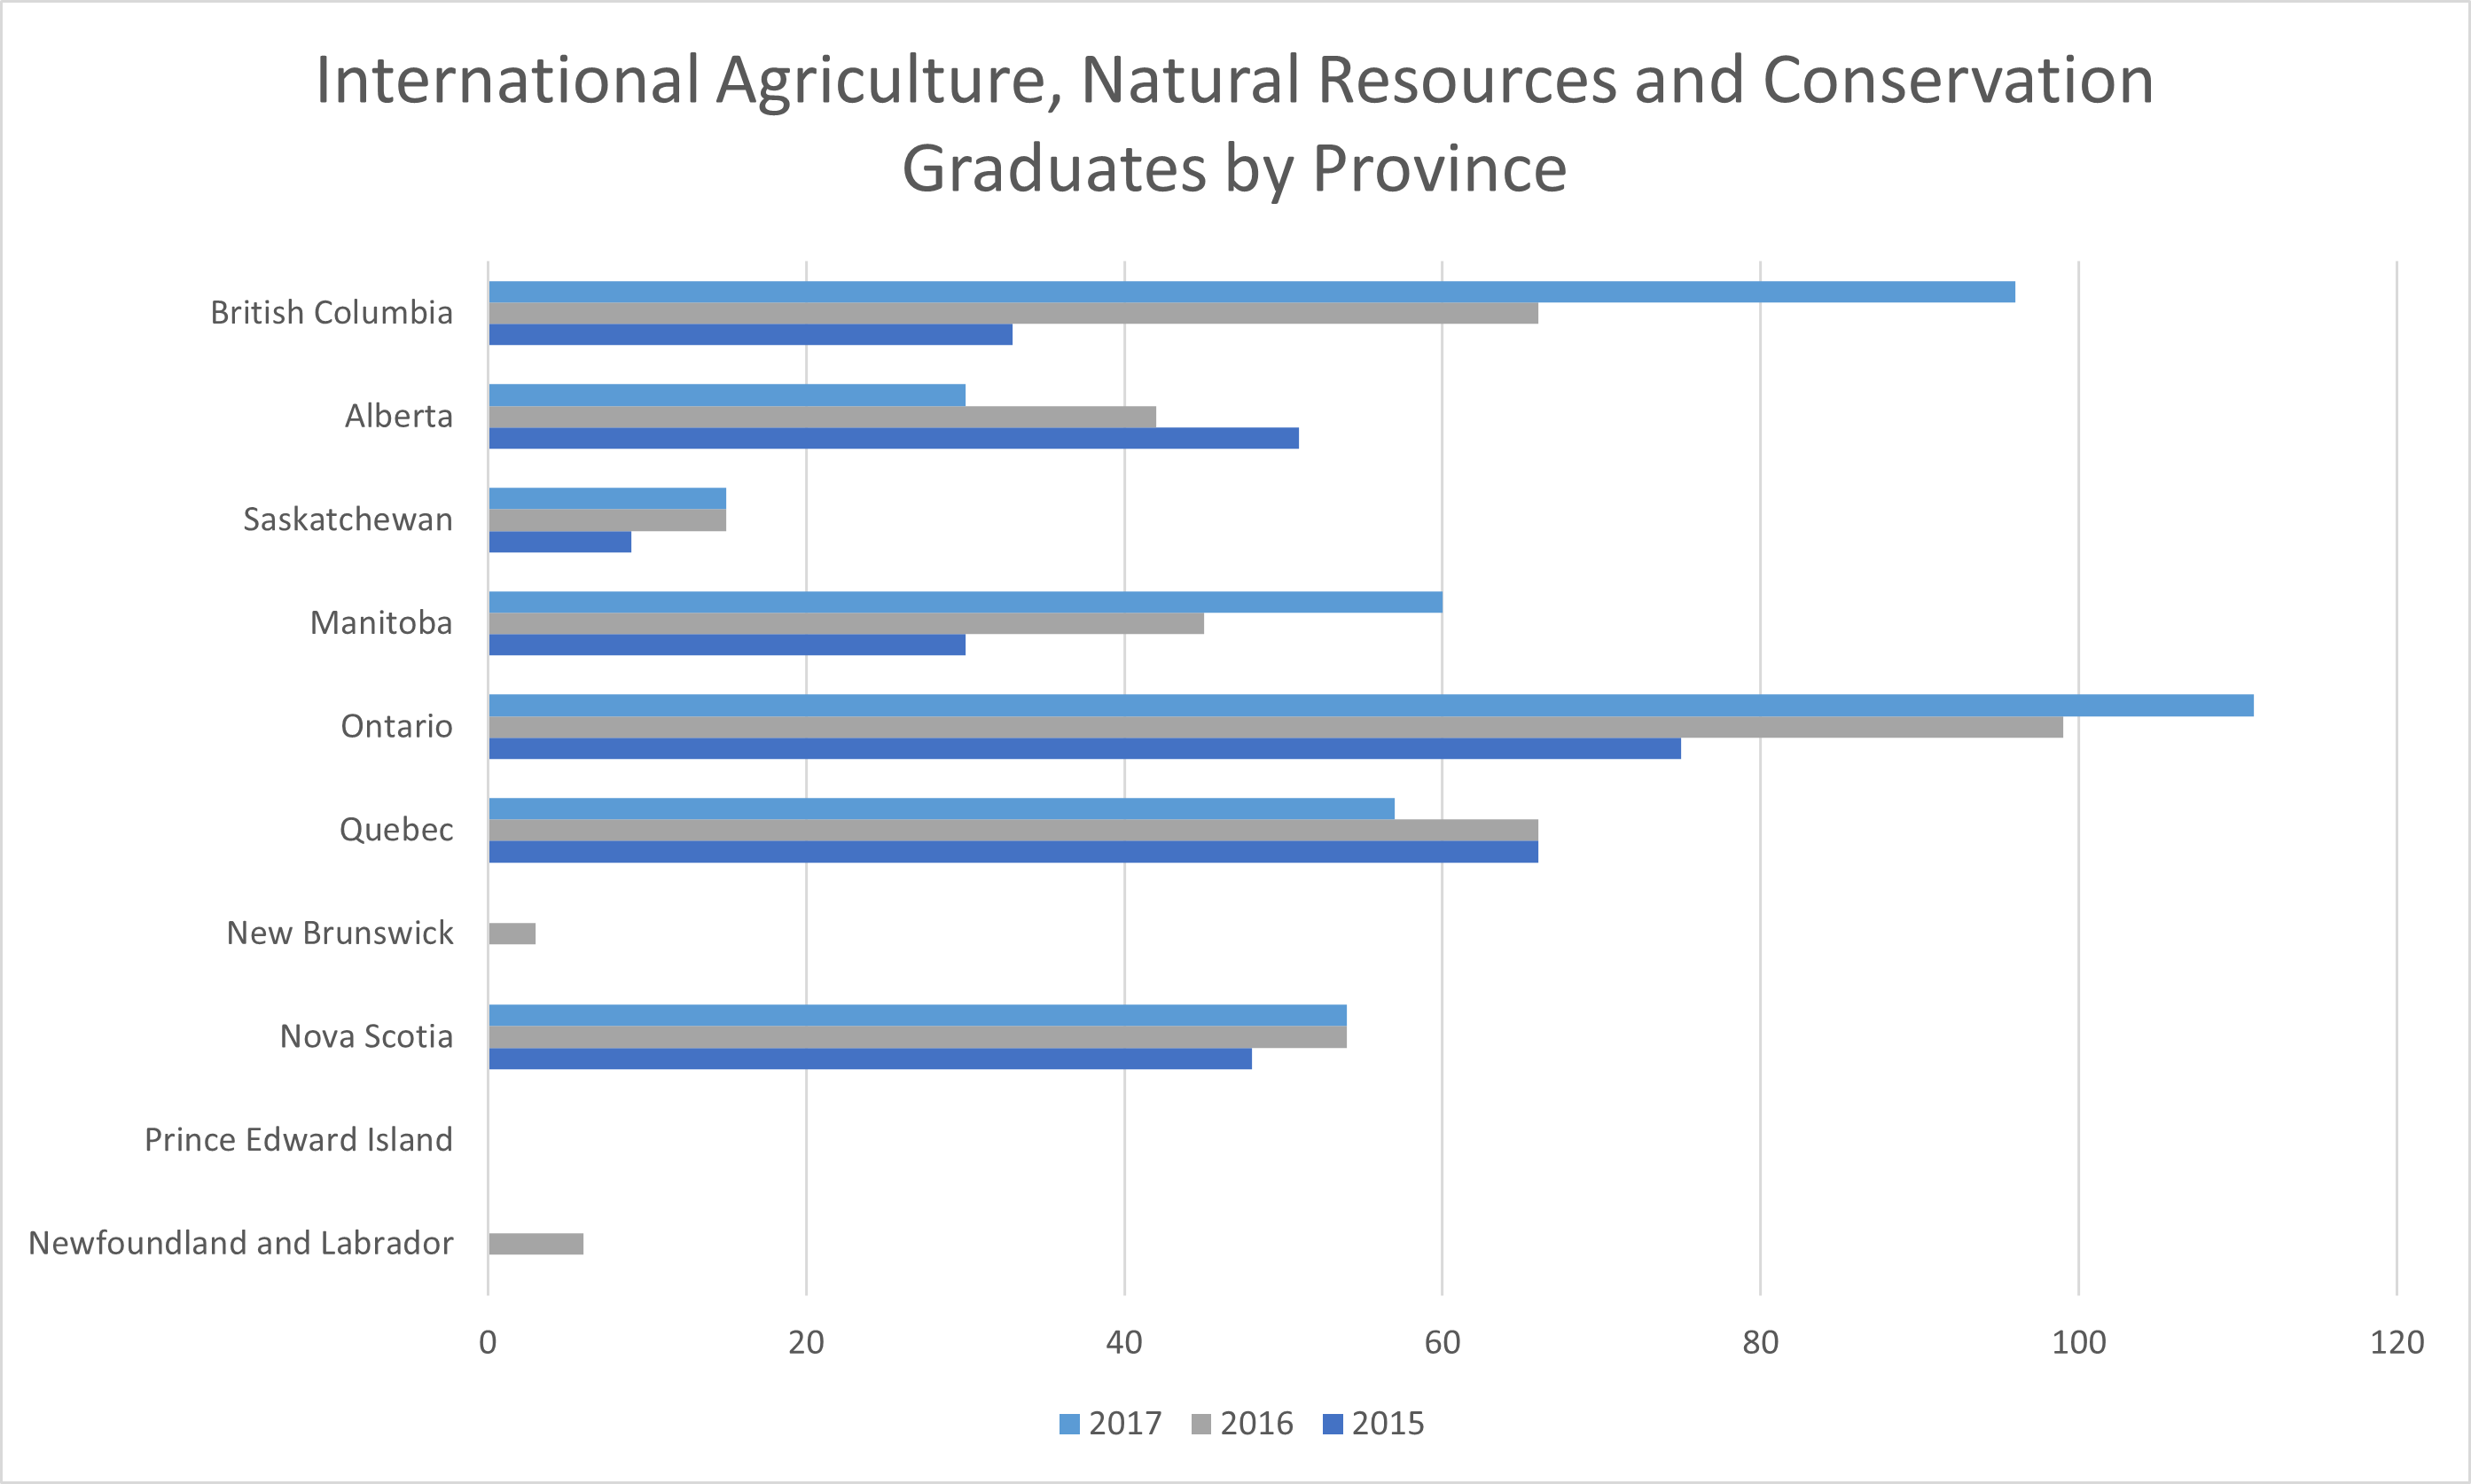 International Agriculture, Natural Resources and Conservation
Graduates by Province
British Columbia
Alberta
Saskatchewan
Manitoba
Ontario
Quebec
New Brunswick
Nova Scotia
Prince Edward Island
Newfoundland and Labrador
0 20 40 60 80 100 120
2017 2016 2015